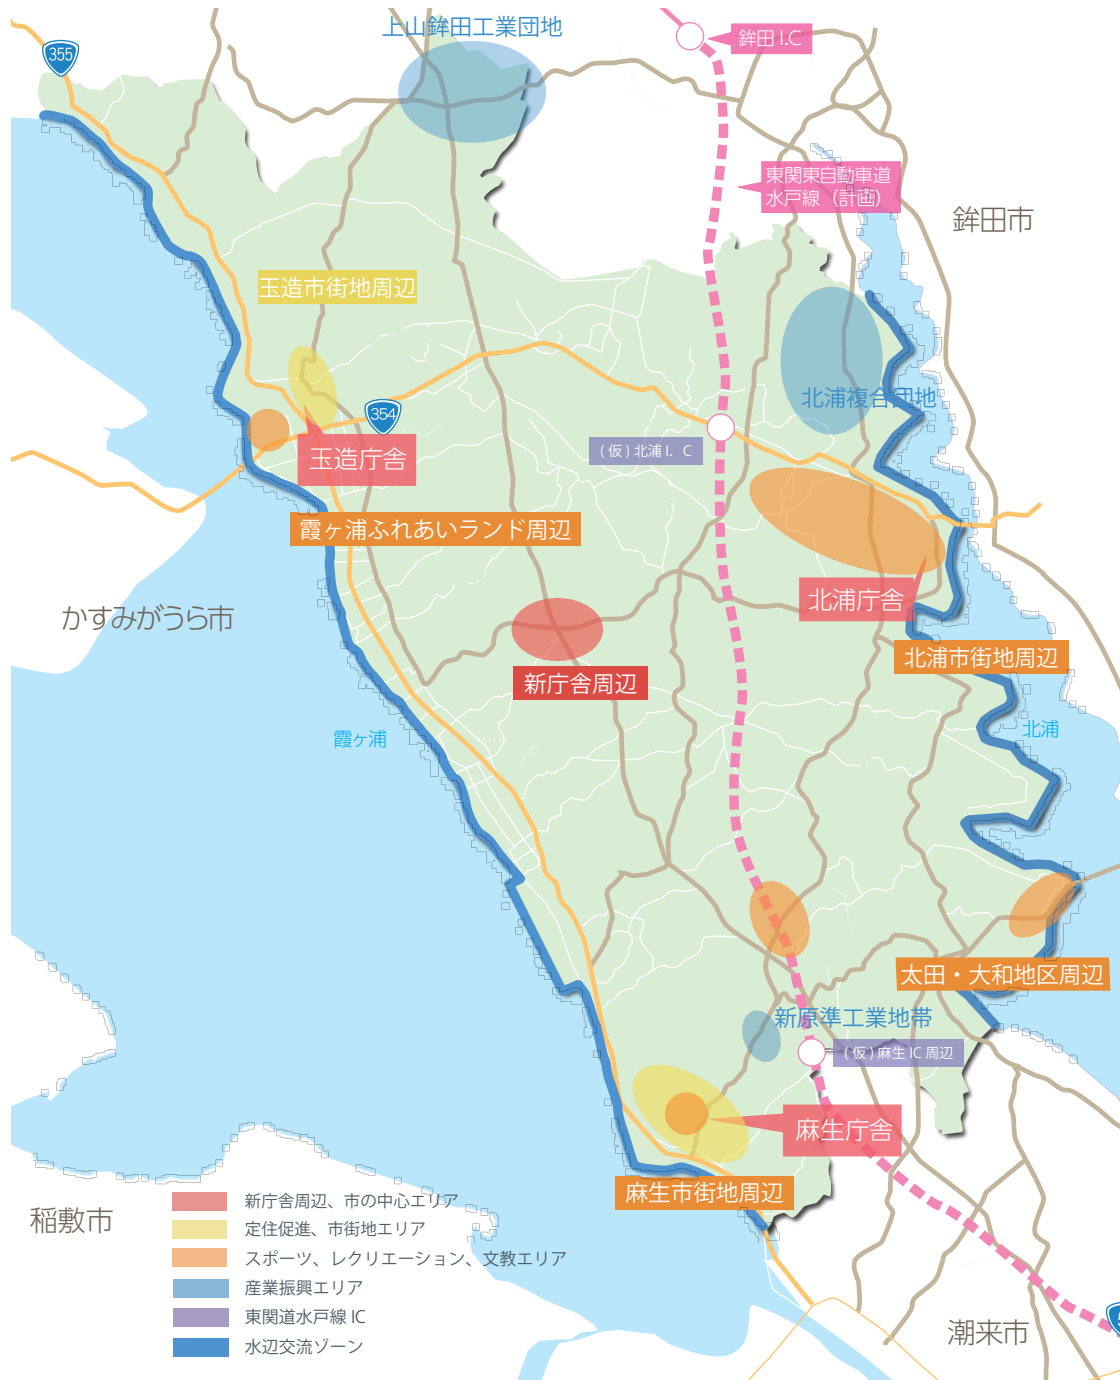 上山鉾田工業団地
鉾田 I.C
355
東関東自動車道
水戸線（計画）
鉾田市
玉造市街地周辺
北浦複合団地
354
(仮)北浦 I. C
玉造庁舎
霞ヶ浦ふれあいランド周辺
北浦庁舎
かすみがうら市
北浦市街地周辺
新庁舎周辺
北浦
霞ヶ浦
太田・大和地区周辺
新原準工業地帯
(仮)麻生 IC 周辺
麻生庁舎
麻生市街地周辺
稲敷市
潮来市
新庁舎周辺、市の中心エリア
定住促進、市街地エリア
スポーツ、レクリエーション、文教エリア
産業振興エリア
東関道水戸線 IC
水辺交流ゾーン